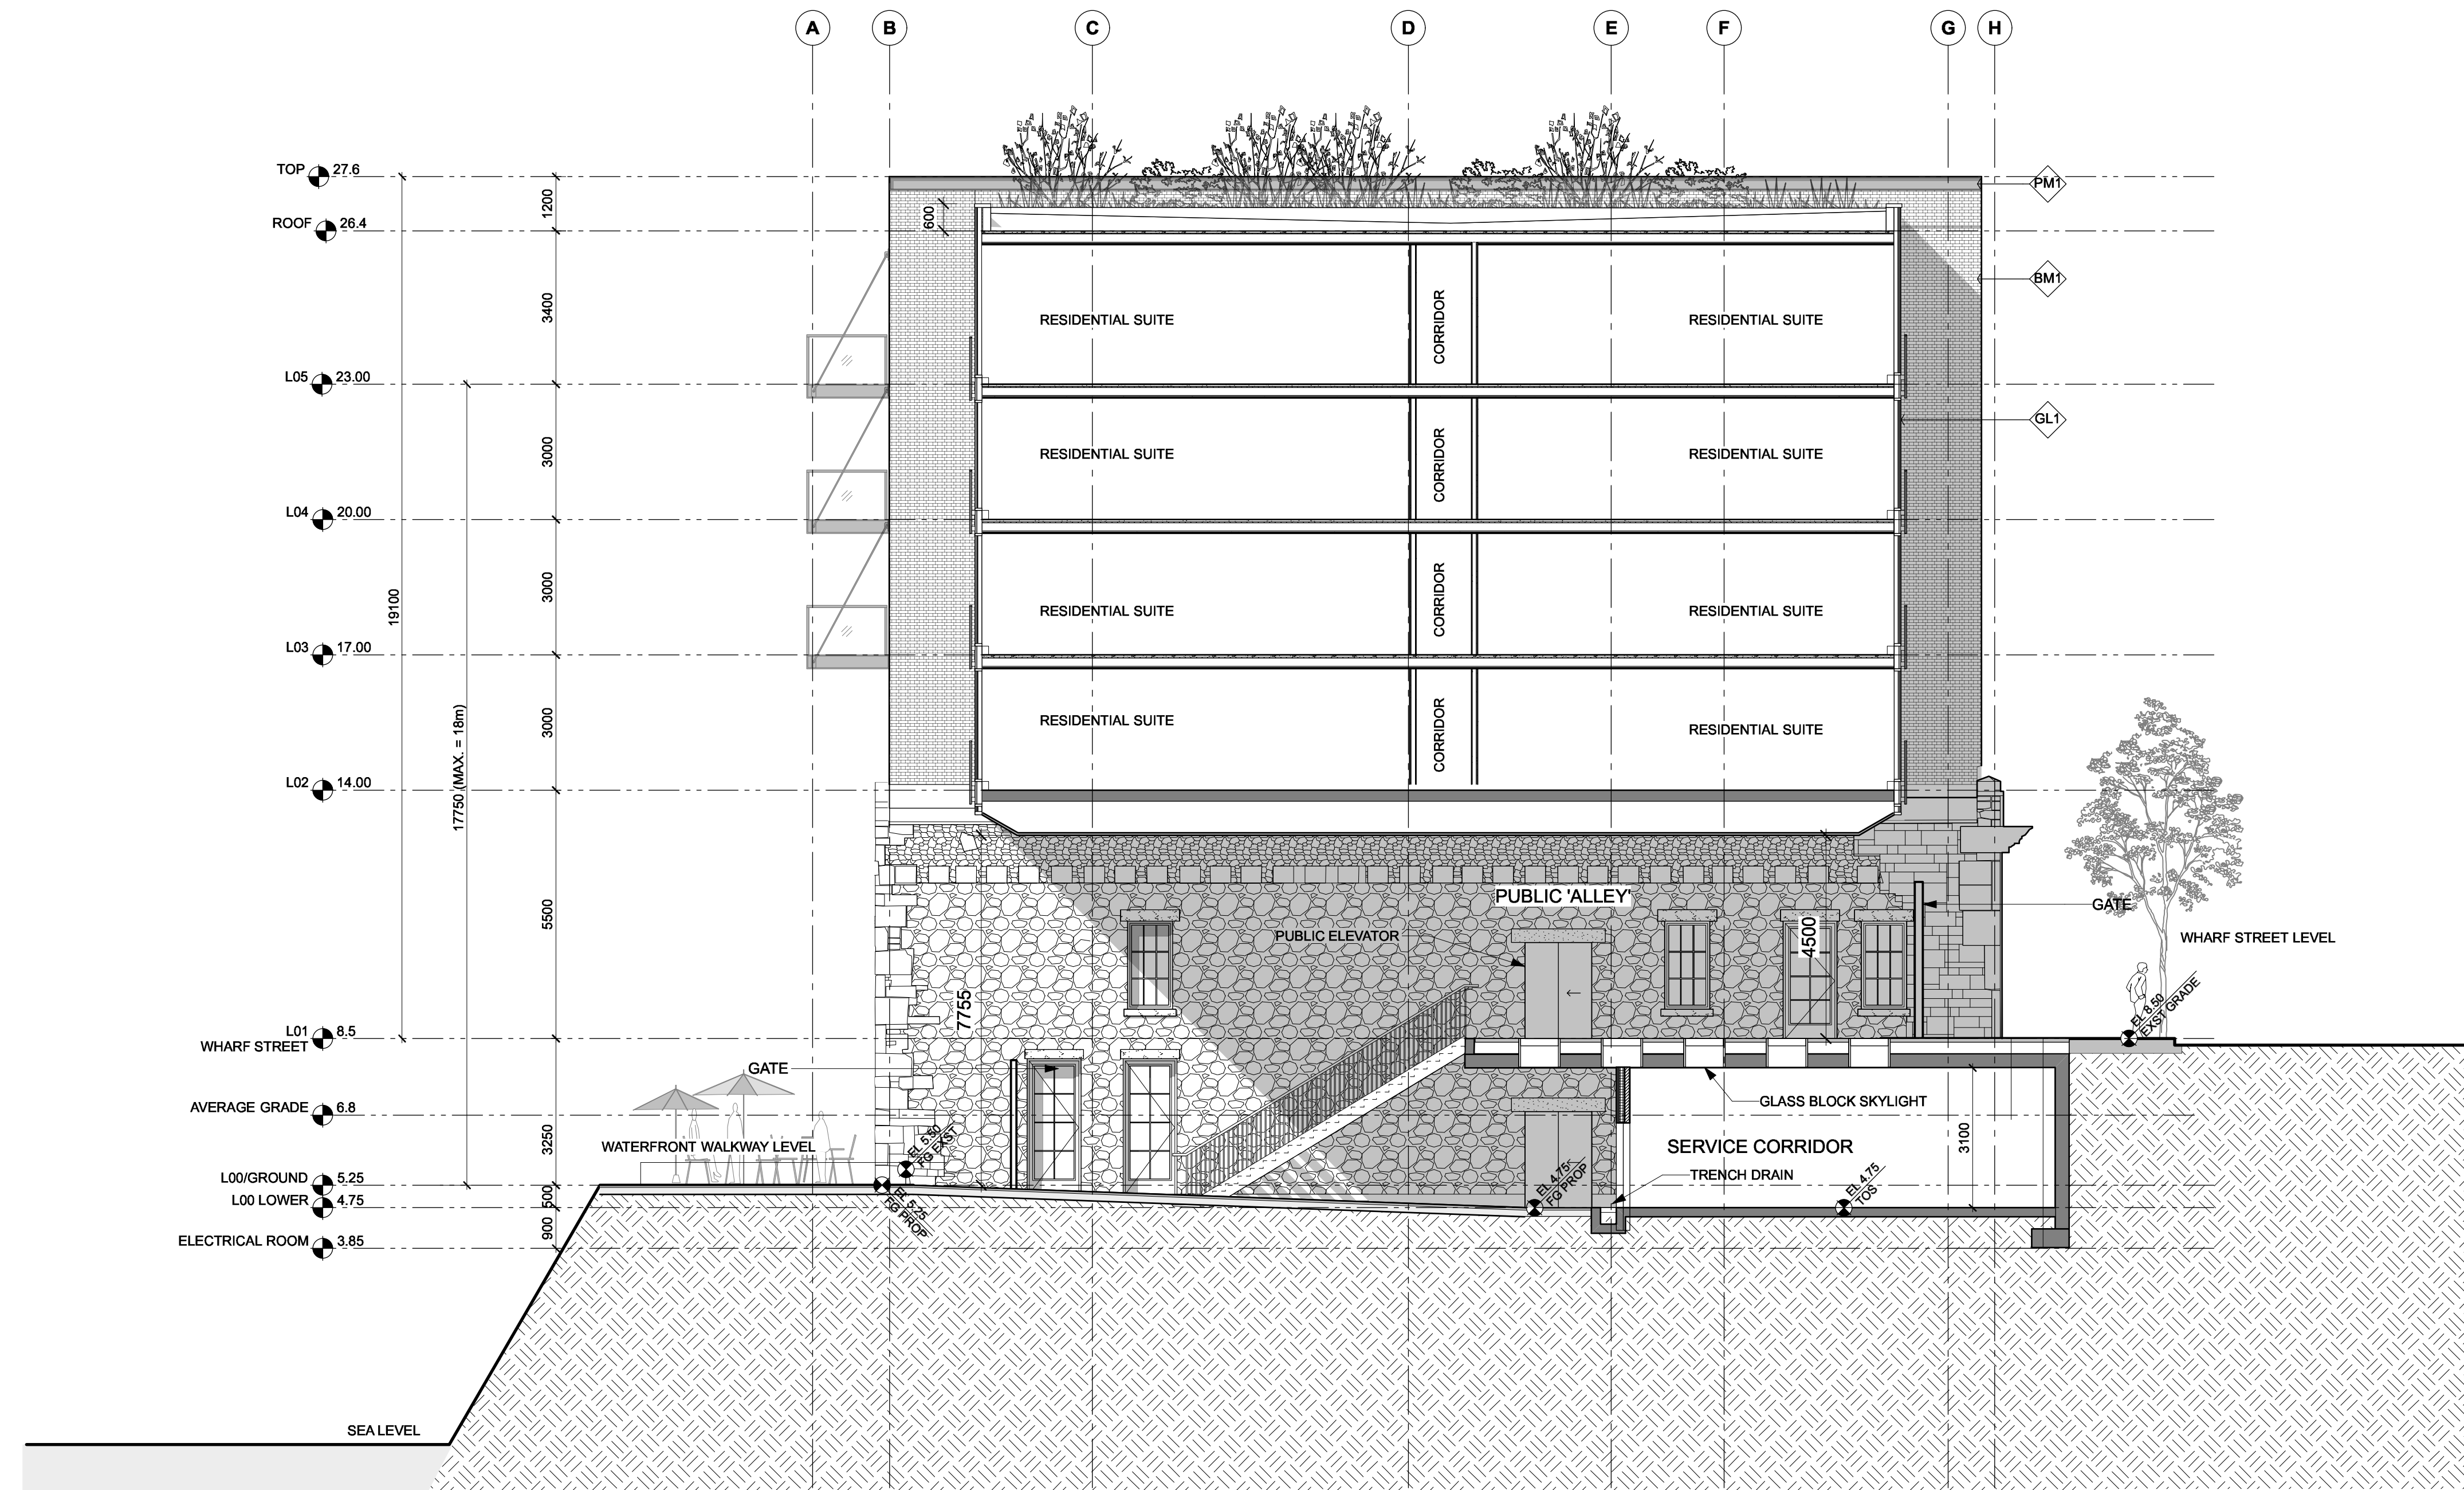 A B C D E F G H
TOP 27.6
PM1
1200
600
ROOF 26.4
BM1
3400
RESIDENTIAL SUITE
CORRIDOR
RESIDENTIAL SUITE
L05 23.00
GL1
3000
RESIDENTIAL SUITE
CORRIDOR
RESIDENTIAL SUITE
L04 20.00
3000
RESIDENTIAL SUITE
CORRIDOR
RESIDENTIAL SUITE
19100
L03 17.00
3000
RESIDENTIAL SUITE
CORRIDOR
RESIDENTIAL SUITE
17750 (MAX. = 18m)
L02 14.00
5500
PUBLIC 'ALLEY'
GATE
PUBLIC ELEVATOR
4500
WHARF STREET LEVEL
7755
EL 8.50
EXST GRADE
L01 8.5
WHARF STREET
GATE
GLASS BLOCK SKYLIGHT
AVERAGE GRADE 6.8
3250
WATERFRONT WALKWAY LEVEL
EL 5.50
FG EXST
SERVICE CORRIDOR
3100
TRENCH DRAIN
L00/GROUND 5.25
EL 5.25
FG PROP
EL 4.75
FG PROP
EL 4.75
TOS
500
L00 LOWER 4.75
900
ELECTRICAL ROOM 3.85
SEA LEVEL